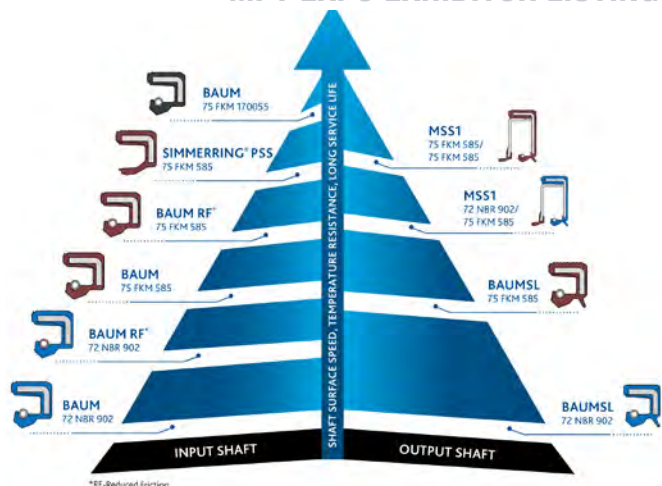 BAUM
75 FKM 170055
SIMMERRING® PSS
75 FKM 585
BAUM RF*
75 FKM 585
BAUM
75 FKM 585
BAUM RF*
72 NBR 902
BAUM
72 NBR 902
INPUT SHAFT
SHAFT SURFACE SPEED, TEMPERATURE RESISTANCE, LONG SERVICE LIFE
MSS1
75 FKM 585/
75 FKM 585
MSS1
72 NBR 902/
75 FKM 585
BAUMSL
75 FKM 585
BAUMSL
72 NBR 902
OUTPUT SHAFT
*RF-Reduced Friction